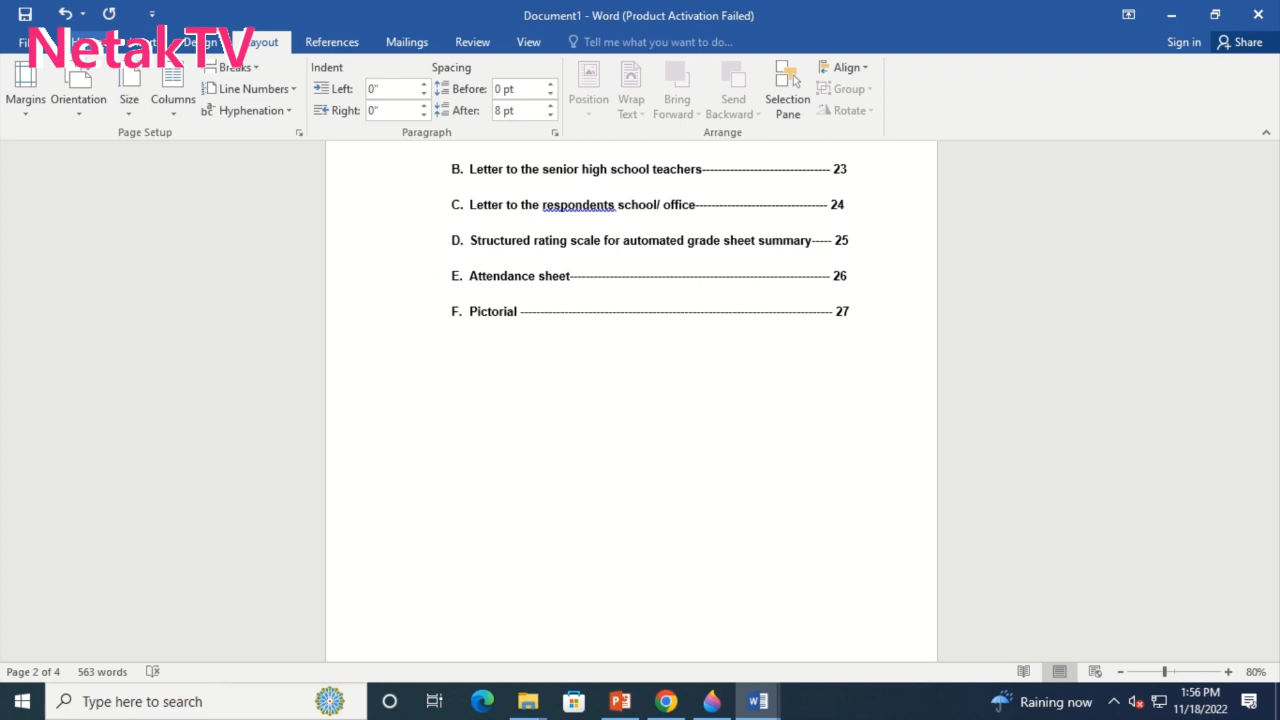 Document1 - Word (Product Activation Failed)
NetakTV
Layout References Mailings Review View Tell me what you want to do... Sign in Share
Margins Orientation Size Columns
Breaks
Line Numbers
Hyphenation
Page Setup
Indent
Left: 0"
Right: 0"
Spacing
Before: 0 pt
After: 8 pt
Paragraph
Position
Wrap Text
Bring Forward
Send Backward
Selection Pane
Align
Group
Rotate
Arrange
B. Letter to the senior high school teachers-------------------------------- 23
C. Letter to the respondents school/ office--------------------------------- 24
D. Structured rating scale for automated grade sheet summary----- 25
E. Attendance sheet----------------------------------------------------------------- 26
F. Pictorial ------------------------------------------------------------------------------ 27
Page 2 of 4 563 words 80%
Type here to search
Raining now
1:56 PM
11/18/2022